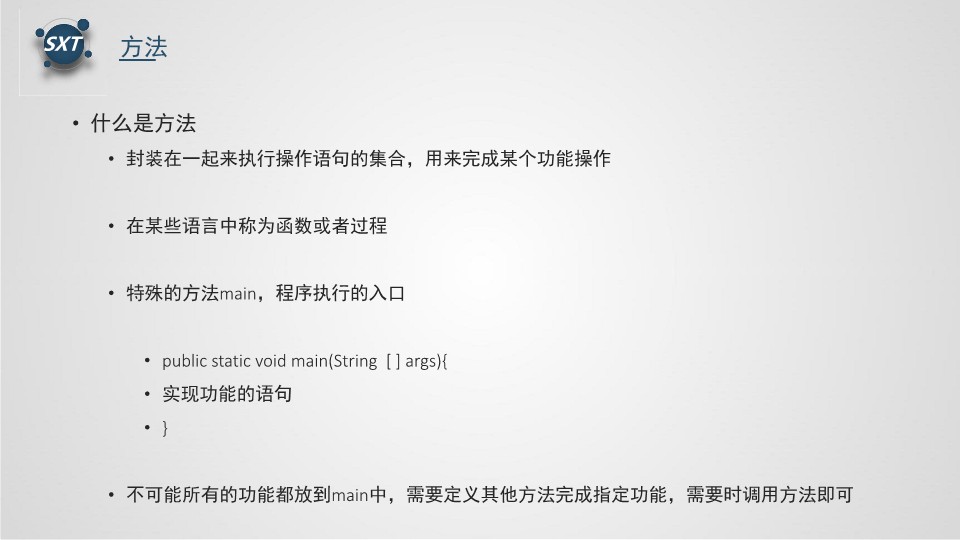 SXT
方法
• 什么是方法
• 封装在一起来执行操作语句的集合，用来完成某个功能操作
• 在某些语言中称为函数或者过程
• 特殊的方法main，程序执行的入口
• public static void main(String [ ] args){
• 实现功能的语句
• }
• 不可能所有的功能都放到main中，需要定义其他方法完成指定功能，需要时调用方法即可